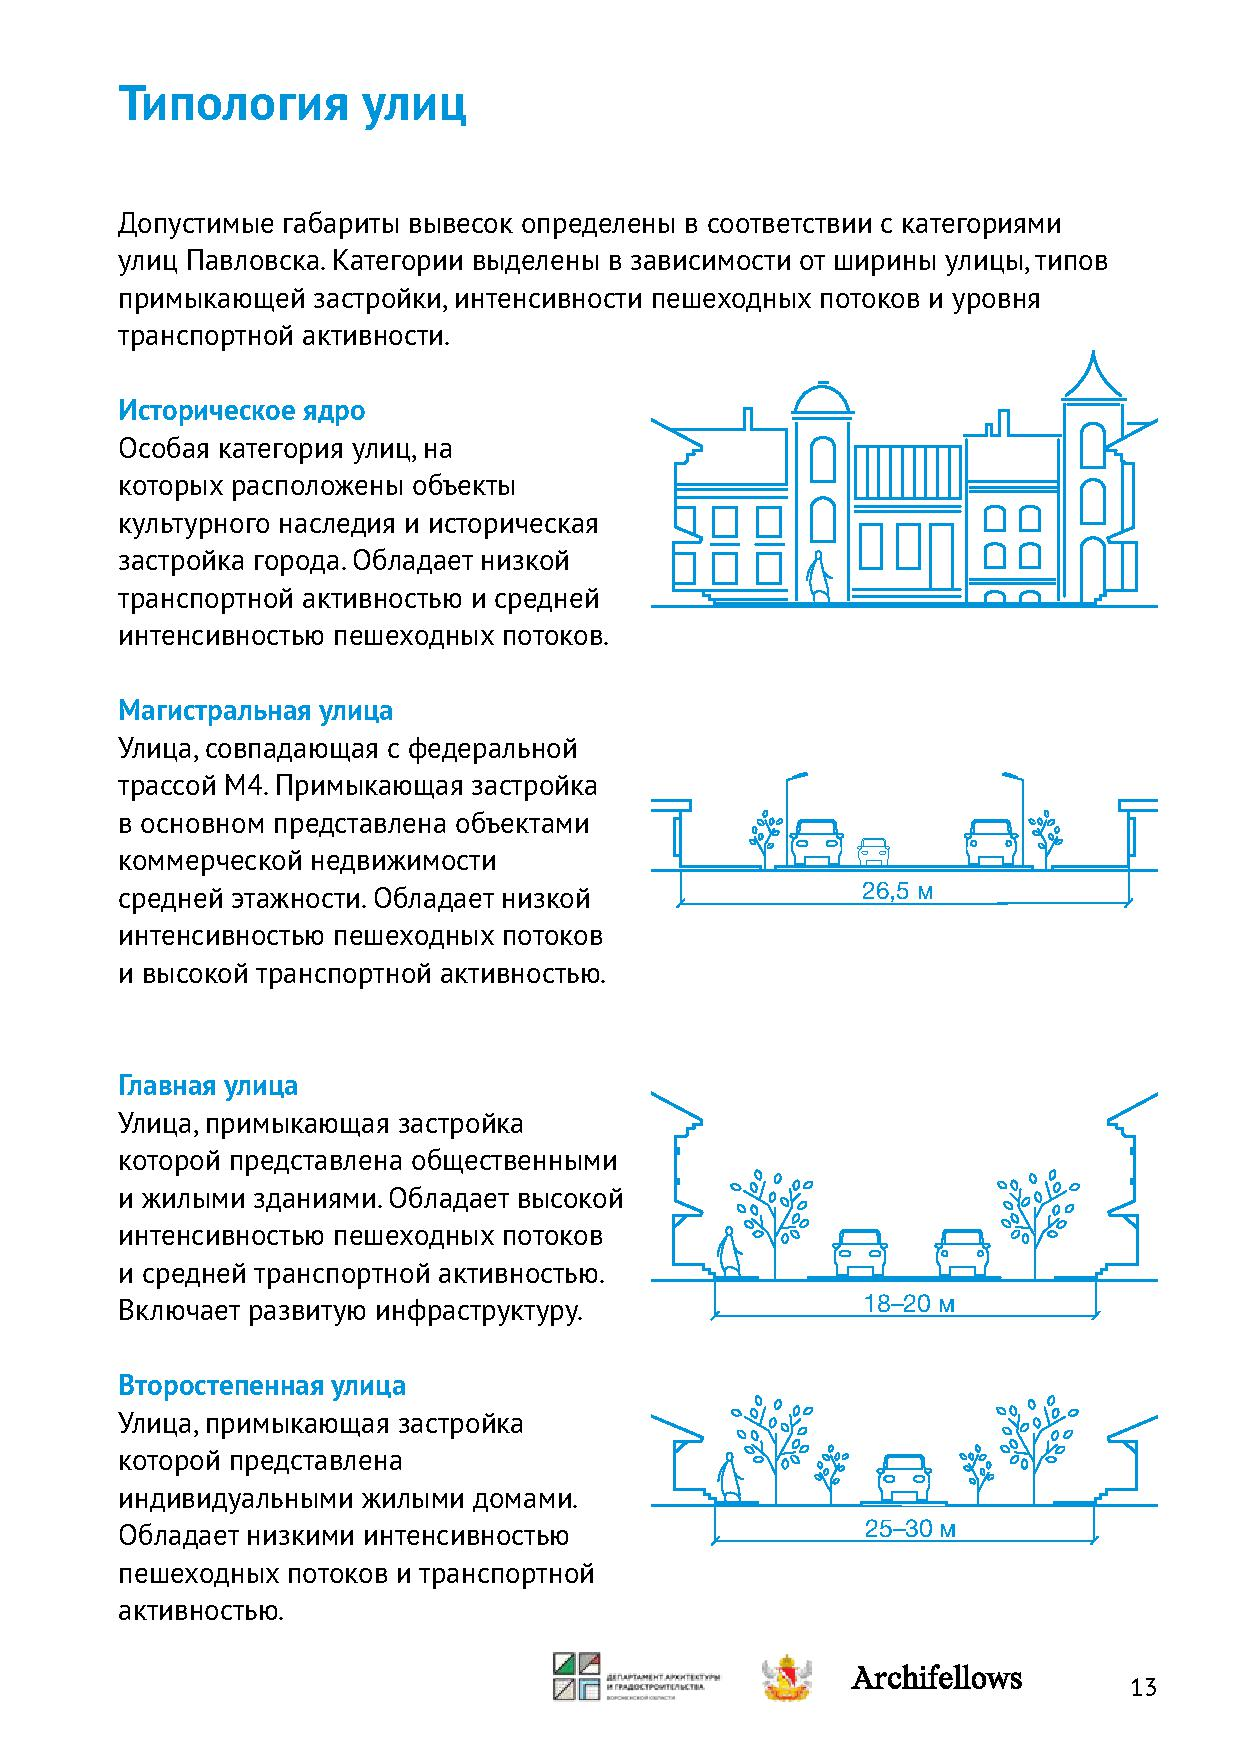 Типология улиц
Допустимые габариты вывесок определены в соответствии с категориями
улиц Павловска. Категории выделены в зависимости от ширины улицы, типов
примыкающей застройки, интенсивности пешеходных потоков и уровня
транспортной активности.
Историческое ядро
Особая категория улиц, на
которых расположены объекты
культурного наследия и историческая
застройка города. Обладает низкой
транспортной активностью и средней
интенсивностью пешеходных потоков.
Магистральная улица
Улица, совпадающая с федеральной
трассой М4. Примыкающая застройка
в основном представлена объектами
коммерческой недвижимости
средней этажности. Обладает низкой
интенсивностью пешеходных потоков
и высокой транспортной активностью.
26,5 м
Главная улица
Улица, примыкающая застройка
которой представлена общественными
и жилыми зданиями. Обладает высокой
интенсивностью пешеходных потоков
и средней транспортной активностью.
Включает развитую инфраструктуру.
18–20 м
Второстепенная улица
Улица, примыкающая застройка
которой представлена
индивидуальными жилыми домами.
Обладает низкими интенсивностью
пешеходных потоков и транспортной
активностью.
25–30 м
ДЕПАРТАМЕНТ АРХИТЕКТУРЫ
И ГРАДОСТРОИТЕЛЬСТВА
ВОРОНЕЖСКОЙ ОБЛАСТИ
Archifellows
13